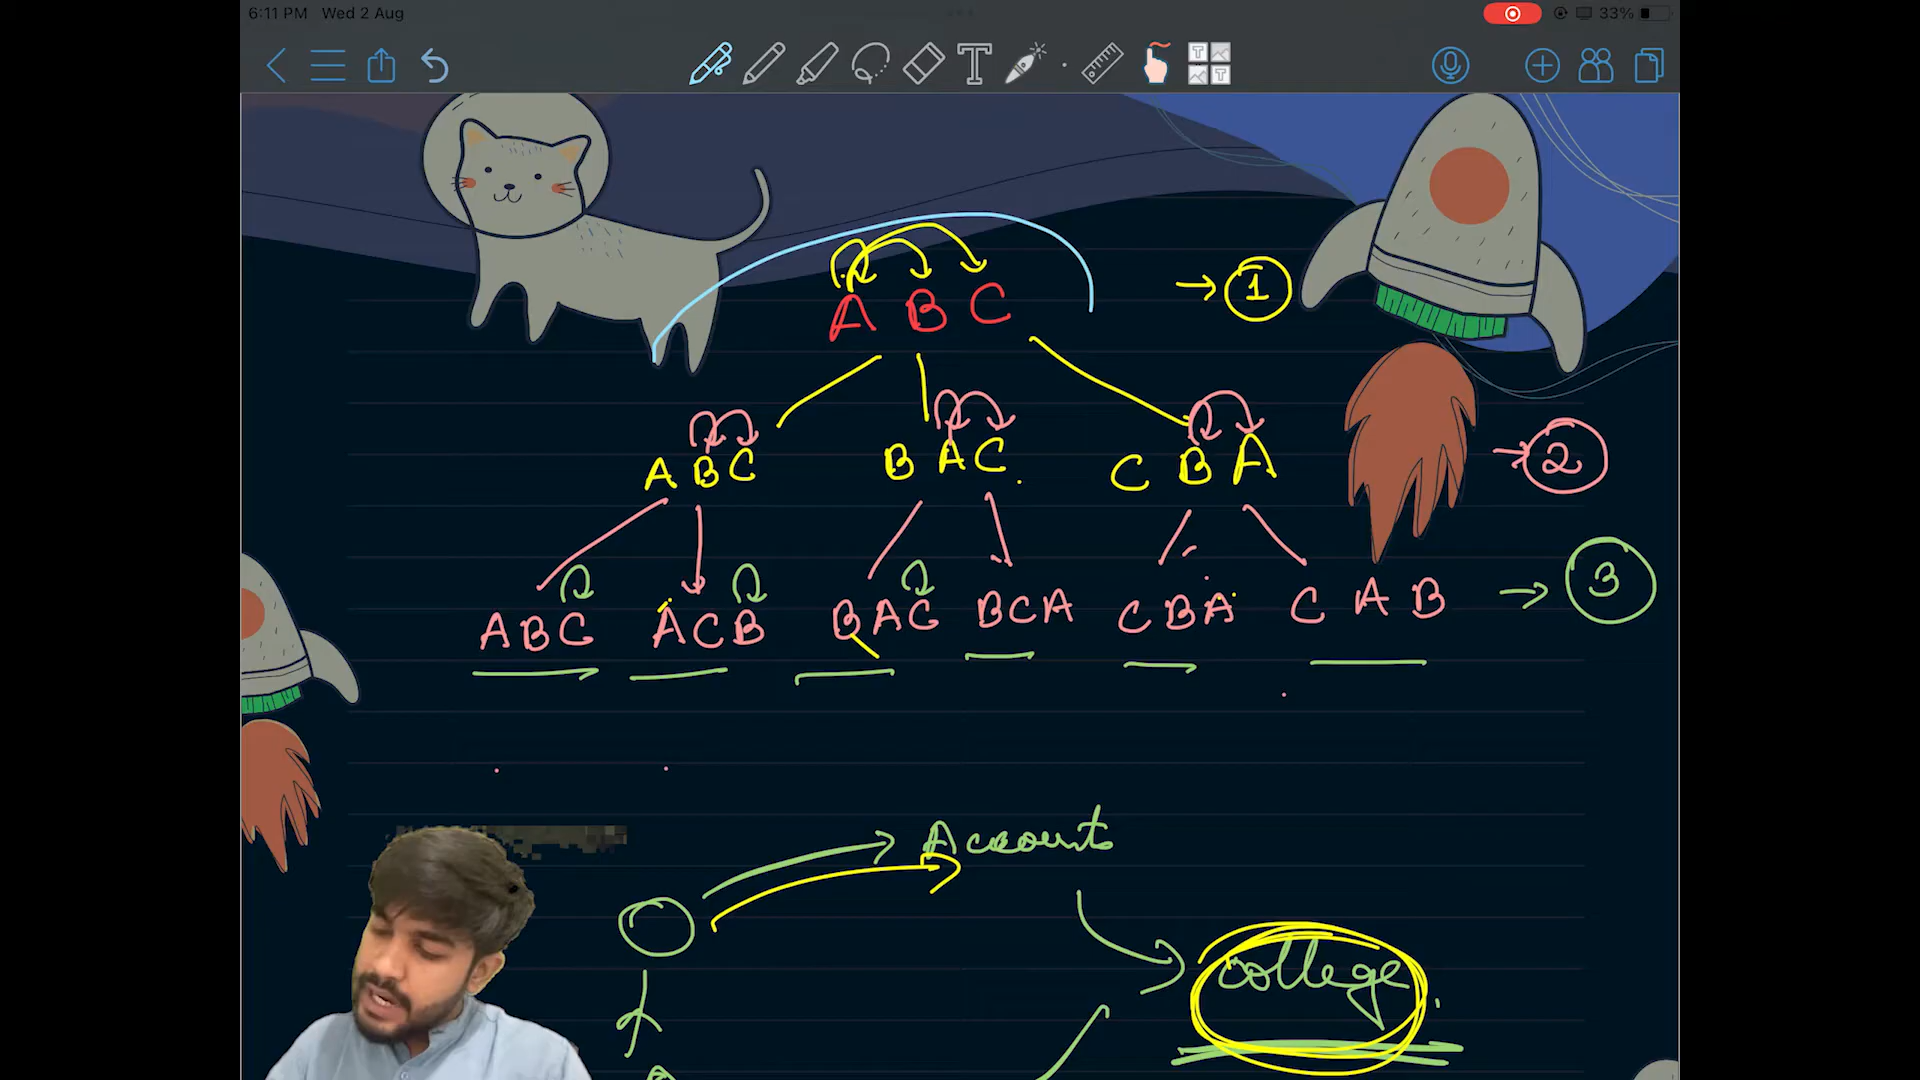 6:11 PM Wed 2 Aug 33%
A B C → 1
A B C B A C C B A → 2
A B C A C B B A C B C A C B A C A B → 3
Account
college